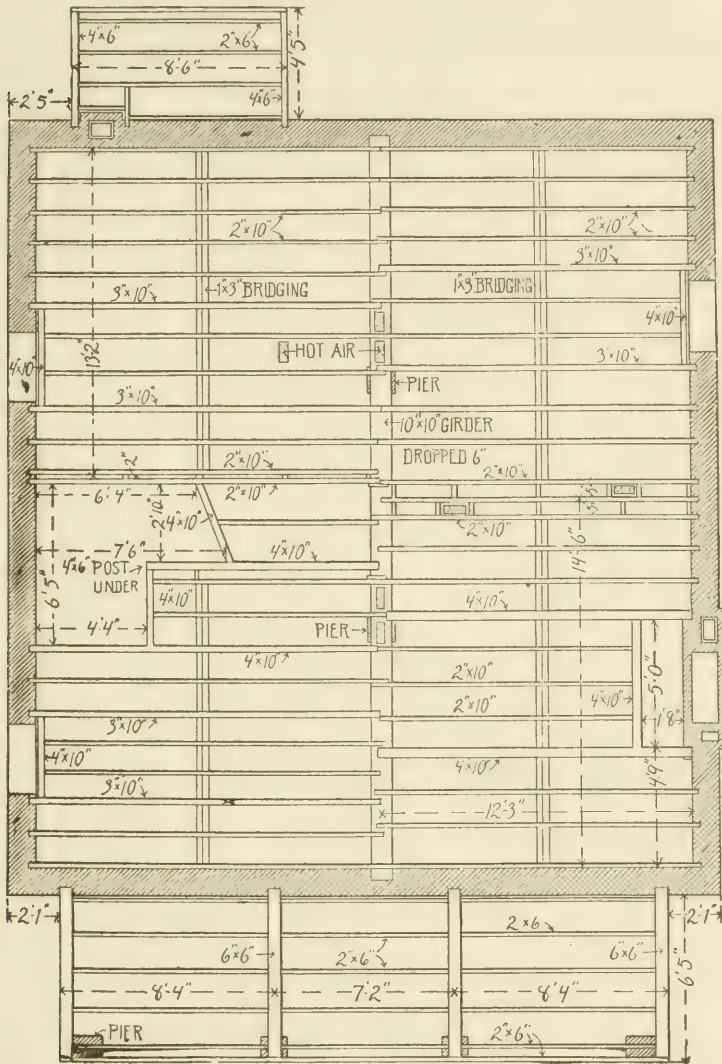 4"x6"
2"x6"
8'-6"
4'5"
4"x6"
2'5"
2"x10"
2"x10"
3"x10"
3"x10"
1"x3" BRIDGING
1"x3" BRIDGING
4"x10"
HOT AIR
13'2"
4"x10"
3"x10"
PIER
3"x10"
10"x10" GIRDER
DROPPED 6"
2"
2"x10"
2"x10"
6'-4"
2"x10"
2'10"
4"x10"
5"
5"
2"x10"
7'6"
4"x6" POST
UNDER
4"x10"
14'-6"
6'5"
4"x10"
4"x10"
4'4"
PIER
4"x10"
2"x10"
5'-0"
2"x10"
4"x10"
1'8"
3"x10"
4"x10"
4"x10"
4'9"
3"x10"
12'-3"
2'1"
2'1"
2x6
6"x6"
2"x6"
6"x6"
6'5"
8'-4"
7'-2"
8'4"
PIER
2"x6"